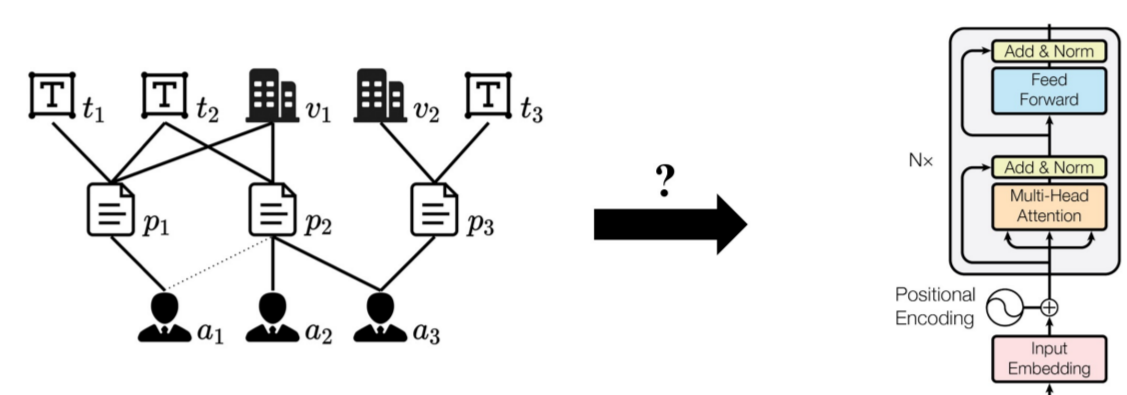 T t1 T t2 v1 v2 T t3
p1 p2 p3
a1 a2 a3
?
Add & Norm
Feed
Forward
N×
Add & Norm
Multi-Head
Attention
Positional
Encoding
+
Input
Embedding